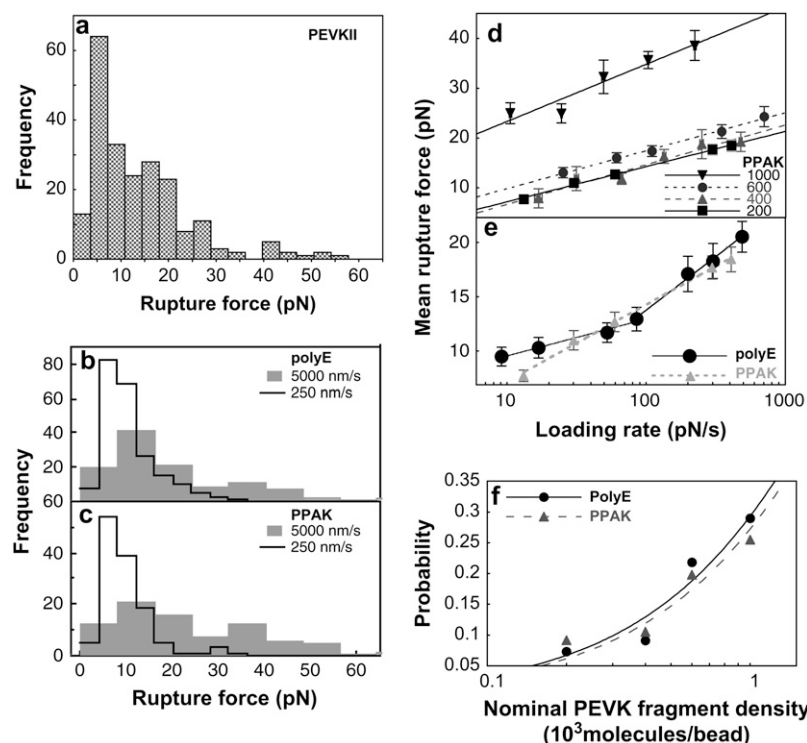 a
PEVKII
60
40
20
0
Frequency
0 10 20 30 40 50 60
Rupture force (pN)
b
polyE
5000 nm/s
250 nm/s
80
60
40
20
60
c
PPAK
5000 nm/s
250 nm/s
40
20
0
Frequency
0 10 20 30 40 50 60
Rupture force (pN)
d
40
30
20
10
PPAK
1000
600
400
200
e
20
15
10
polyE
PPAK
Mean rupture force (pN)
10 100 1000
Loading rate (pN/s)
f
PolyE
PPAK
0.35
0.3
0.25
0.2
0.15
0.1
0.05
Probability
0.1 1
Nominal PEVK fragment density
(10³molecules/bead)